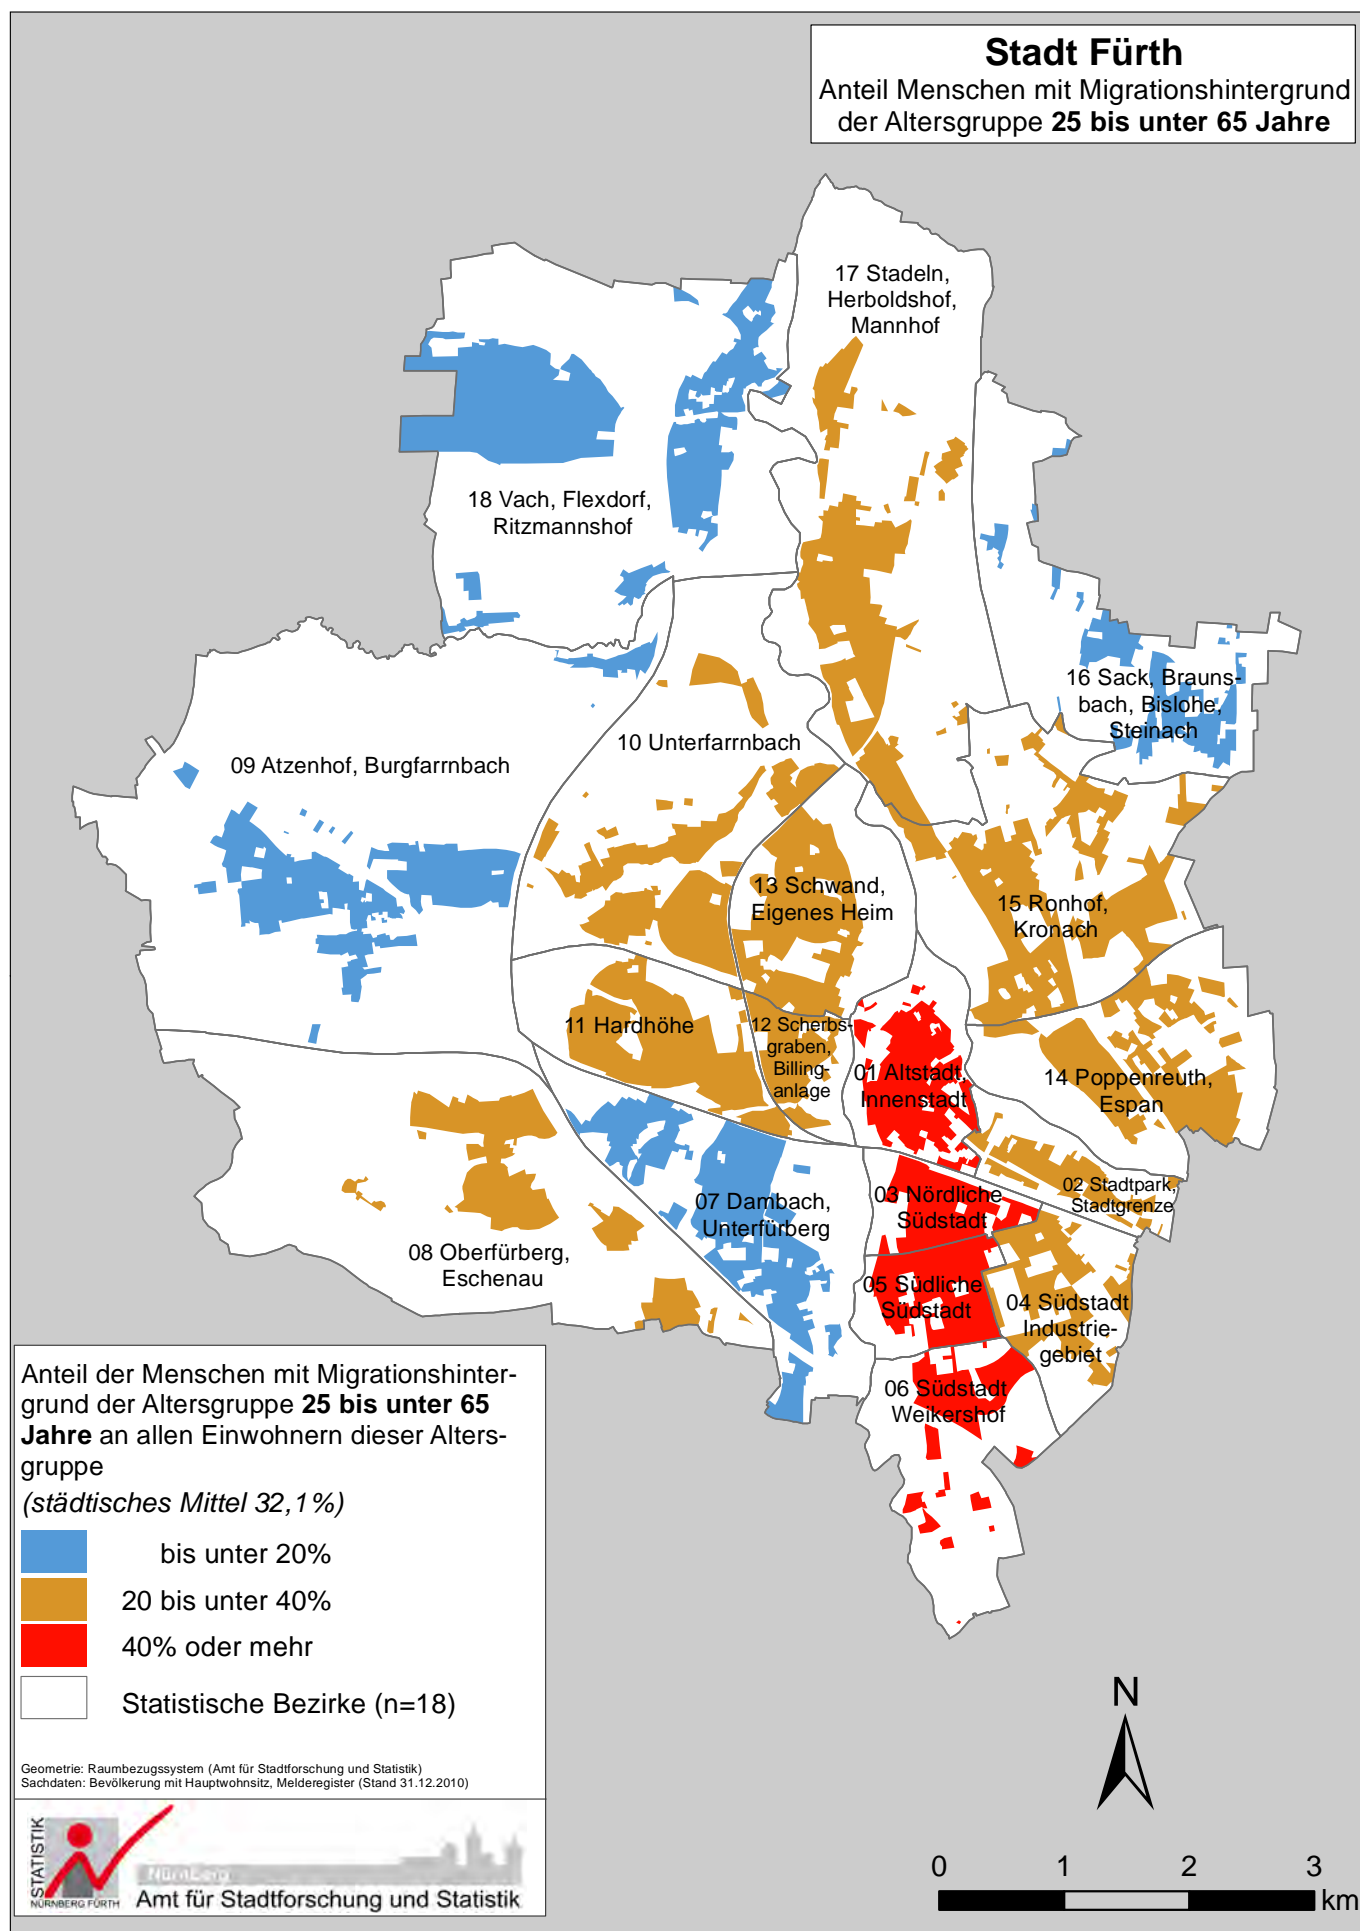 Stadt Fürth
Anteil Menschen mit Migrationshintergrund
der Altersgruppe 25 bis unter 65 Jahre
17 Stadeln,
Herboldshof,
Mannhof
18 Vach, Flexdorf,
Ritzmannshof
16 Sack, Brauns-
bach, Bislohe,
Steinach
10 Unterfarrnbach
09 Atzenhof, Burgfarrnbach
13 Schwand,
Eigenes Heim
15 Ronhof,
Kronach
11 Hardhöhe
12 Scherbs-
graben,
Billing-
anlage
01 Altstadt,
Innenstadt
14 Poppenreuth,
Espan
02 Stadtpark,
Stadtgrenze
03 Nördliche
Südstadt
07 Dambach,
Unterfürberg
08 Oberfürberg,
Eschenau
05 Südliche
Südstadt
04 Südstadt
Industrie-
gebiet
06 Südstadt
Weikershof
Anteil der Menschen mit Migrationshinter-
grund der Altersgruppe 25 bis unter 65
Jahre an allen Einwohnern dieser Alters-
gruppe
(städtisches Mittel 32,1%)
bis unter 20%
20 bis unter 40%
40% oder mehr
Statistische Bezirke (n=18)
Geometrie: Raumbezugssystem (Amt für Stadtforschung und Statistik)
Sachdaten: Bevölkerung mit Hauptwohnsitz, Melderegister (Stand 31.12.2010)
STATISTIK
NÜRNBERG FÜRTH
Nürnberg
Amt für Stadtforschung und Statistik
N
0 1 2 3
km